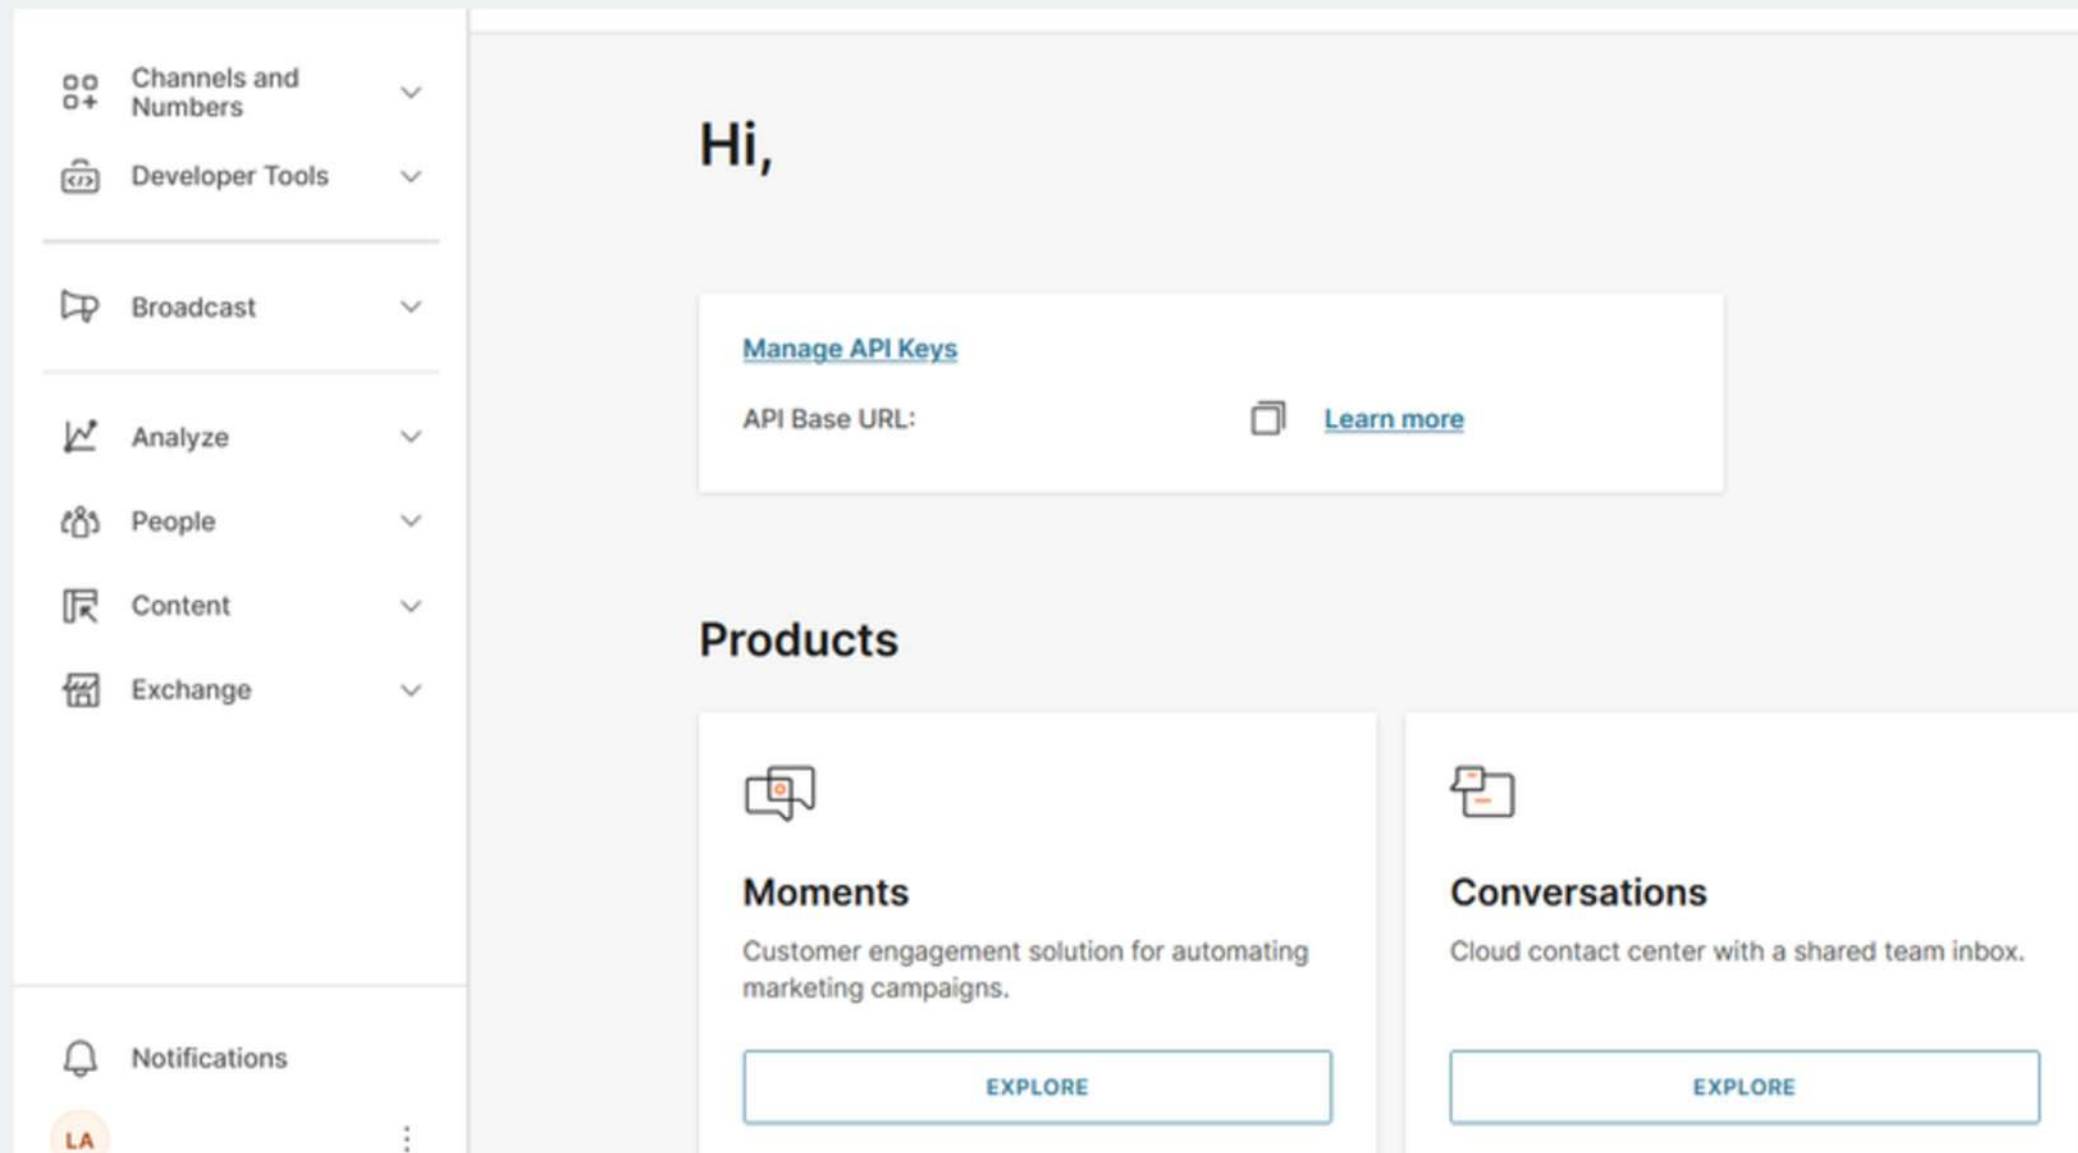 Channels and
Numbers
Developer Tools
Broadcast
Analyze
People
Content
Exchange
Notifications
LA
Hi,
Manage API Keys
API Base URL:
Learn more
Products
Moments
Customer engagement solution for automating
marketing campaigns.
EXPLORE
Conversations
Cloud contact center with a shared team inbox.
EXPLORE